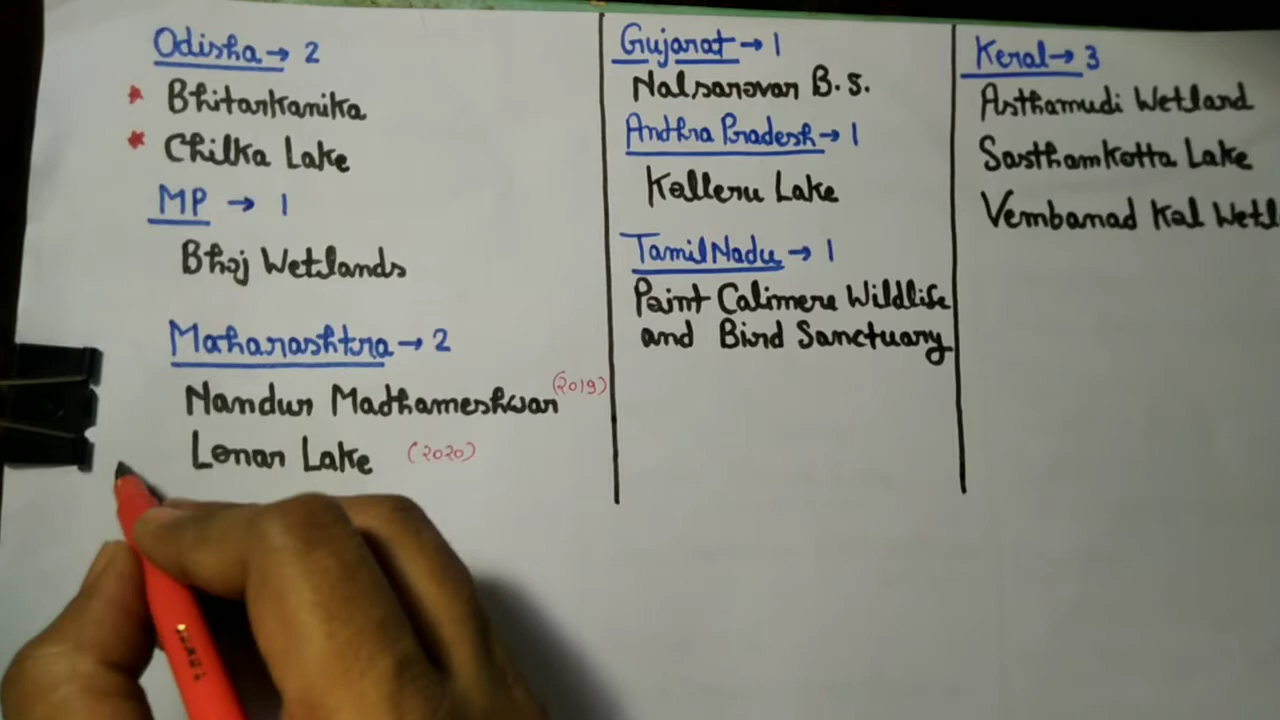 Odisha → 2
* Bhitarkanika
* Chilka Lake
MP → 1
Bhoj Wetlands
Maharashtra → 2
Nandur Madhameshwar (2019)
Lonar Lake (2020)
Gujarat → 1
Nalsarovar B.S.
Andhra Pradesh → 1
Kolleru Lake
Tamil Nadu → 1
Point Calimere Wildlife
and Bird Sanctuary
Keral → 3
Asthamudi Wetland
Sasthamkotta Lake
Vembanad Kol Wetl